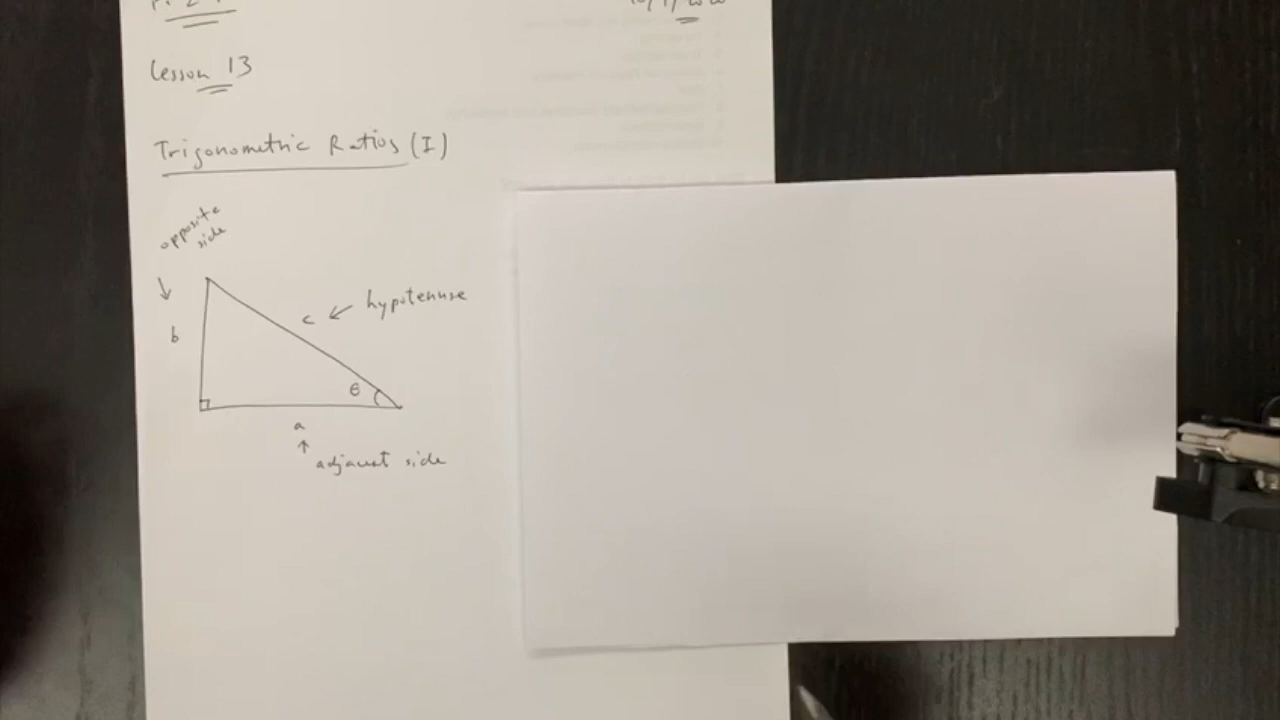 Lesson 13
Trigonometric Ratios (I)
opposite
side
↓
b
c ← hypotenuse
θ
a
↑
adjacent side